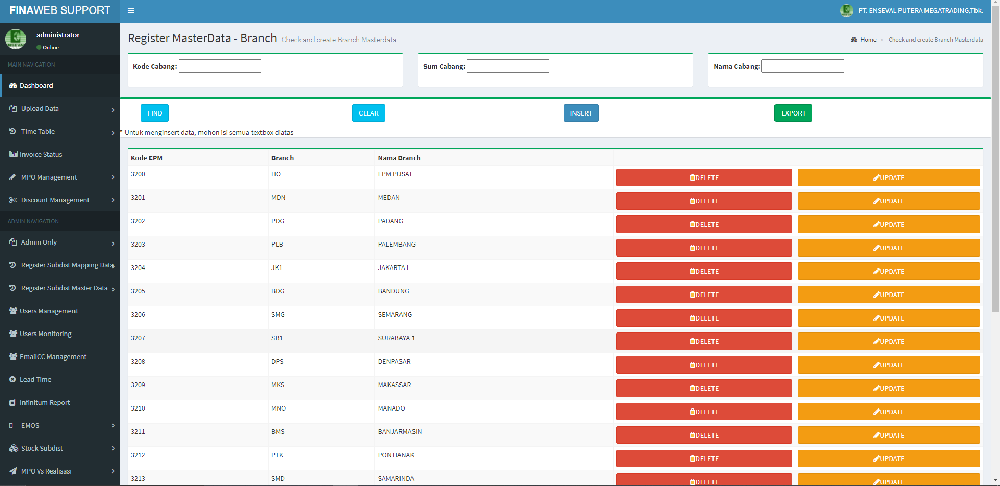 FINAWEB SUPPORT
PT. ENSEVAL PUTERA MEGATRADING,Tbk.
administrator
Online
MAIN NAVIGATION
Dashboard
Upload Data
Time Table
Invoice Status
MPO Management
Discount Management
ADMIN NAVIGATION
Admin Only
Register Subdist Mapping Data
Register Subdist Master Data
Users Management
Users Monitoring
EmailCC Management
Lead Time
Infinitum Report
EMOS
Stock Subdist
MPO Vs Realisasi
Register MasterData - Branch Check and create Branch Masterdata
Home > Check and create Branch Masterdata
Kode Cabang:
Sum Cabang:
Nama Cabang:
FIND CLEAR INSERT EXPORT
* Untuk menginsert data, mohon isi semua textbox diatas
Kode EPM Branch Nama Branch
3200 HO EPM PUSAT DELETE UPDATE
3201 MDN MEDAN DELETE UPDATE
3202 PDG PADANG DELETE UPDATE
3203 PLB PALEMBANG DELETE UPDATE
3204 JK1 JAKARTA I DELETE UPDATE
3205 BDG BANDUNG DELETE UPDATE
3206 SMG SEMARANG DELETE UPDATE
3207 SB1 SURABAYA 1 DELETE UPDATE
3208 DPS DENPASAR DELETE UPDATE
3209 MKS MAKASSAR DELETE UPDATE
3210 MNO MANADO DELETE UPDATE
3211 BMS BANJARMASIN DELETE UPDATE
3212 PTK PONTIANAK DELETE UPDATE
3213 SMD SAMARINDA DELETE UPDATE